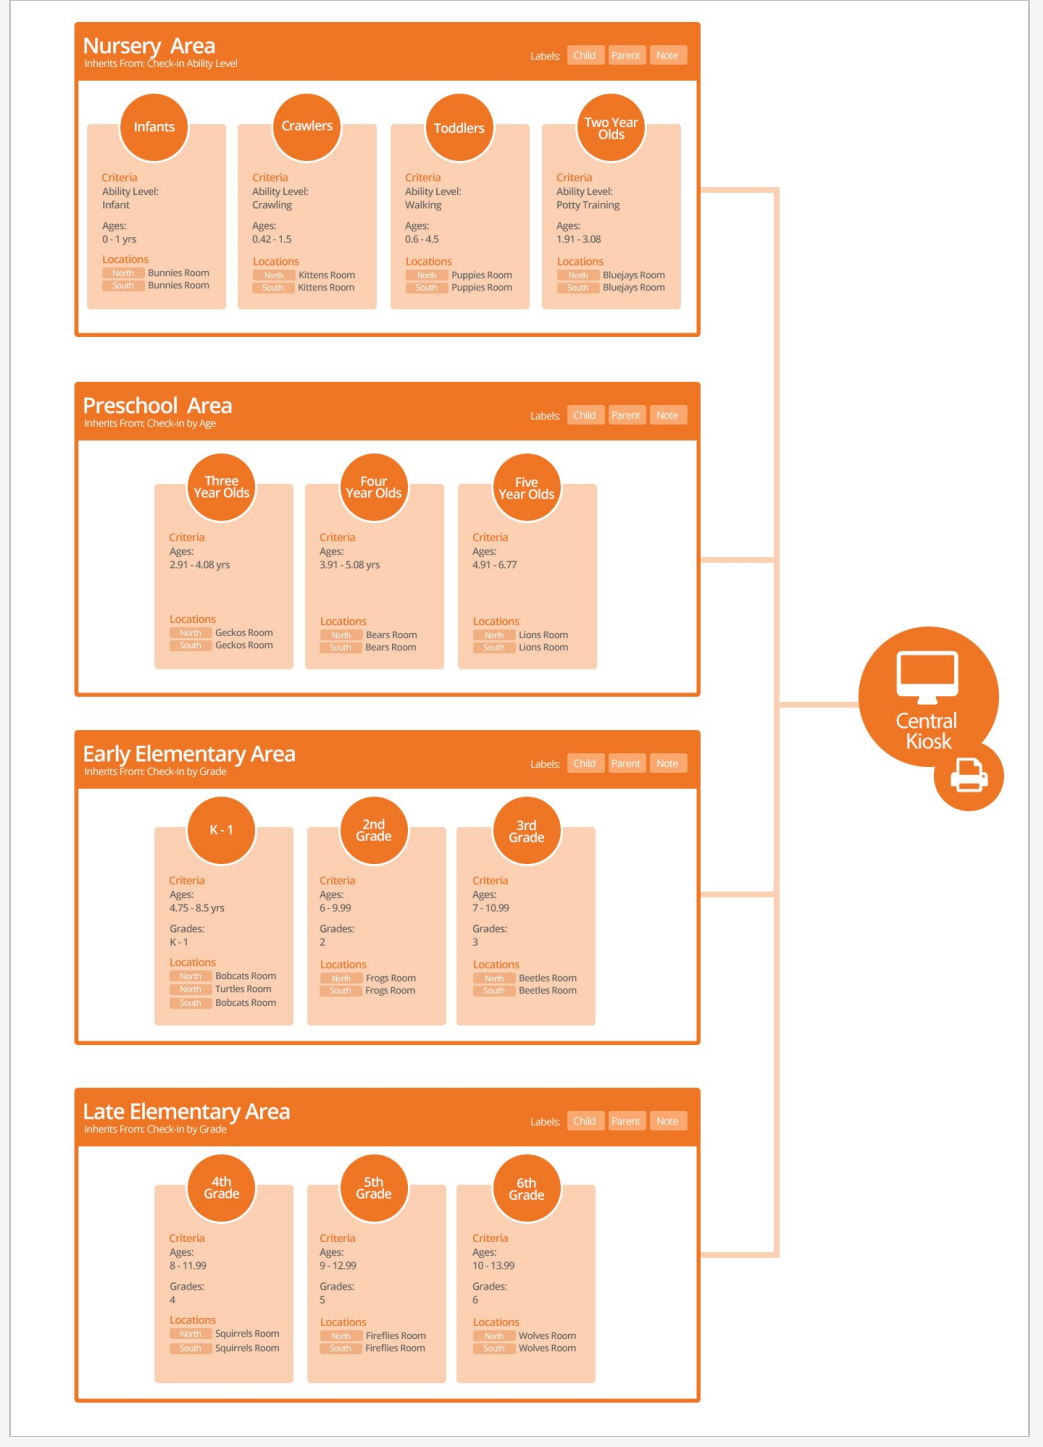 Nursery Area
Inherits From: Check-in Ability Level
Labels: Child Parent Note
Infants
Criteria
Ability Level:
Infant
Ages:
0 - 1 yrs
Locations
North Bunnies Room
South Bunnies Room
Crawlers
Criteria
Ability Level:
Crawling
Ages:
0.42 - 1.5
Locations
North Kittens Room
South Kittens Room
Toddlers
Criteria
Ability Level:
Walking
Ages:
0.6 - 4.5
Locations
North Puppies Room
South Puppies Room
Two Year
Olds
Criteria
Ability Level:
Potty Training
Ages:
1.91 - 3.08
Locations
North Bluejays Room
South Bluejays Room
Preschool Area
Inherits From: Check-in by Age
Labels: Child Parent Note
Three
Year Olds
Criteria
Ages:
2.91 - 4.08 yrs
Locations
North Geckos Room
South Geckos Room
Four
Year Olds
Criteria
Ages:
3.91 - 5.08 yrs
Locations
North Bears Room
South Bears Room
Five
Year Olds
Criteria
Ages:
4.91 - 6.77
Locations
North Lions Room
South Lions Room
Early Elementary Area
Inherits From: Check-in by Grade
Labels: Child Parent Note
K - 1
Criteria
Ages:
4.75 - 8.5 yrs
Grades:
K - 1
Locations
North Bobcats Room
North Turtles Room
South Bobcats Room
2nd
Grade
Criteria
Ages:
6 - 9.99
Grades:
2
Locations
North Frogs Room
South Frogs Room
3rd
Grade
Criteria
Ages:
7 - 10.99
Grades:
3
Locations
North Beetles Room
South Beetles Room
Late Elementary Area
Inherits From: Check-in by Grade
Labels: Child Parent Note
4th
Grade
Criteria
Ages:
8 - 11.99
Grades:
4
Locations
North Squirrels Room
South Squirrels Room
5th
Grade
Criteria
Ages:
9 - 12.99
Grades:
5
Locations
North Fireflies Room
South Fireflies Room
6th
Grade
Criteria
Ages:
10 - 13.99
Grades:
6
Locations
North Wolves Room
South Wolves Room
Central
Kiosk